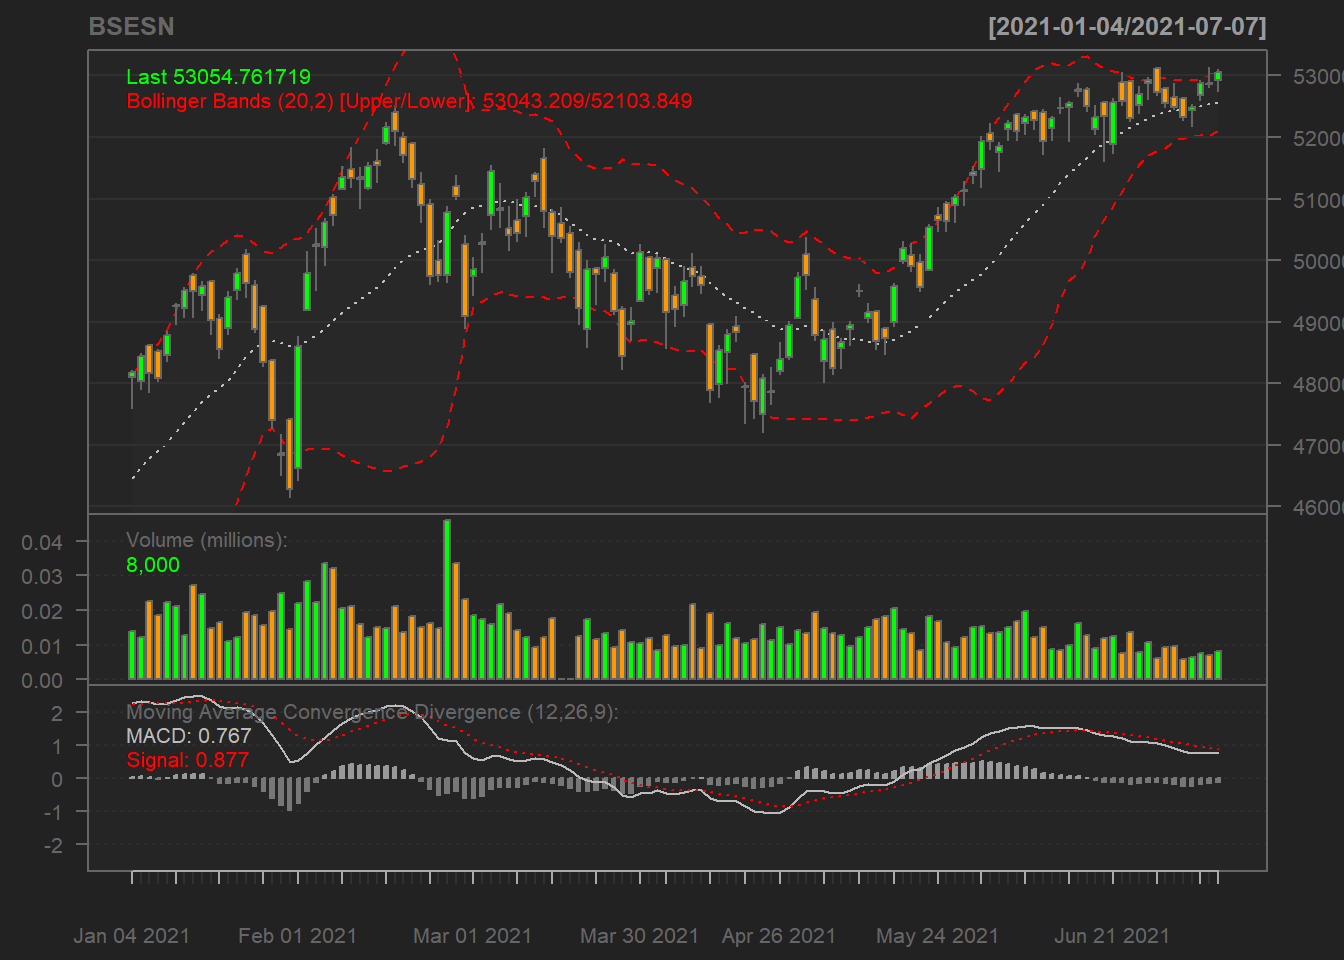 BSESN [2021-01-04/2021-07-07]
Last 53054.761719
Bollinger Bands (20,2) [Upper/Lower]: 53043.209/52103.849
53000
52000
51000
50000
49000
48000
47000
46000
Volume (millions):
8,000
0.04
0.03
0.02
0.01
0.00
Moving Average Convergence Divergence (12,26,9):
MACD: 0.767
Signal: 0.877
2
1
0
-1
-2
Jan 04 2021 Feb 01 2021 Mar 01 2021 Mar 30 2021 Apr 26 2021 May 24 2021 Jun 21 2021